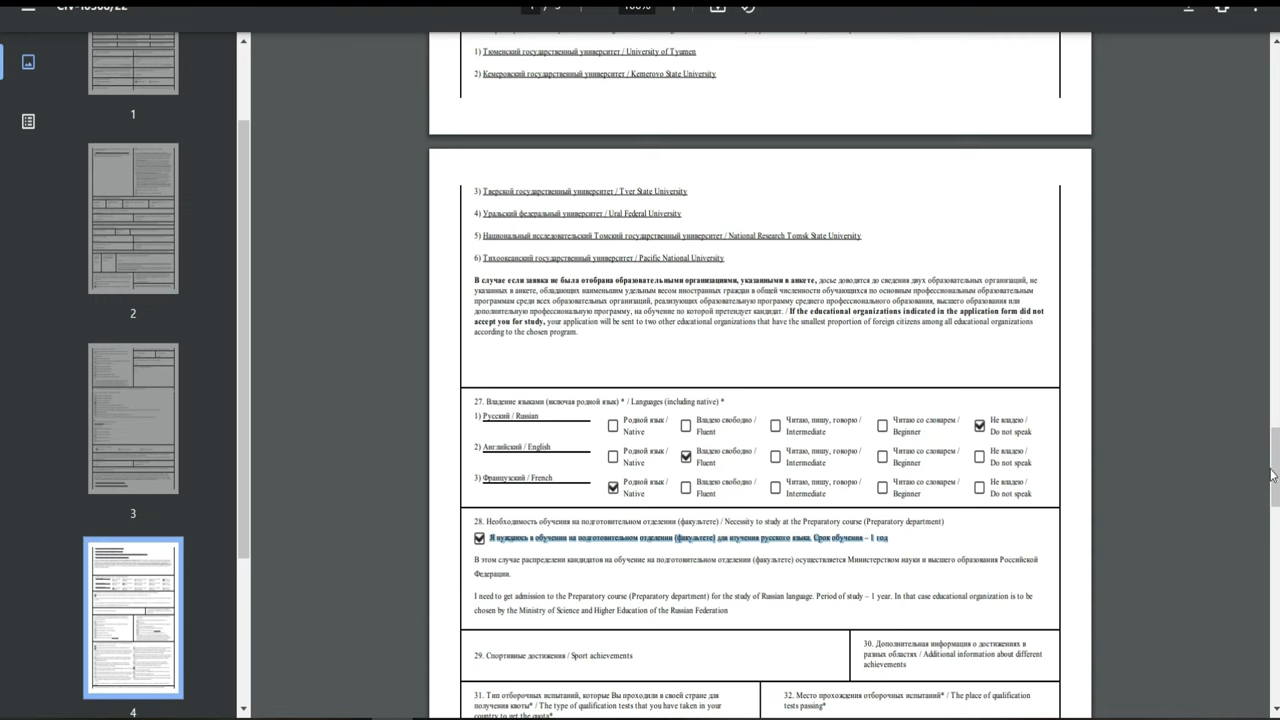 1) Тюменский государственный университет / University of Tyumen
2) Кемеровский государственный университет / Kemerovo State University
1
2
3
4
3) Тверской государственный университет / Tver State University
4) Уральский федеральный университет / Ural Federal University
5) Национальный исследовательский Томский государственный университет / National Research Tomsk State University
6) Тихоокеанский государственный университет / Pacific National University
В случае если заявка не была отобрана образовательными организациями, указанными в анкете, досье доводится до сведения двух образовательных организаций, не
указанных в анкете, обладающих наименьшим удельным весом иностранных граждан в общей численности обучающихся по основным профессиональным образовательным
программам среди всех образовательных организаций, реализующих образовательную программу среднего профессионального образования, высшего образования или
дополнительную профессиональную программу, на обучение по которой претендует кандидат. / If the educational organizations indicated in the application form did not
accept you for study, your application will be sent to two other educational organizations that have the smallest proportion of foreign citizens among all educational organizations
according to the chosen program.
27. Владение языками (включая родной язык) * / Languages (including native) *
1) Русский / Russian
Родной язык / Native
Владею свободно / Fluent
Читаю, пишу, говорю / Intermediate
Читаю со словарем / Beginner
Не владею / Do not speak
2) Английский / English
Родной язык / Native
Владею свободно / Fluent
Читаю, пишу, говорю / Intermediate
Читаю со словарем / Beginner
Не владею / Do not speak
3) Французский / French
Родной язык / Native
Владею свободно / Fluent
Читаю, пишу, говорю / Intermediate
Читаю со словарем / Beginner
Не владею / Do not speak
28. Необходимость обучения на подготовительном отделении (факультете) / Necessity to study at the Preparatory course (Preparatory department)
Я нуждаюсь в обучении на подготовительном отделении (факультете) для изучения русского языка. Срок обучения – 1 год
В этом случае распределени кандидатов на обучение на подготовительном отделении (факультете) осуществляется Министерством науки и высшего образования Российской
Федерации.
I need to get admission to the Preparatory course (Preparatory department) for the study of Russian language. Period of study – 1 year. In that case educational organization is to be
chosen by the Ministry of Science and Higher Education of the Russian Federation
29. Спортивные достижения / Sport achievements
30. Дополнительная информация о достижениях в
разных областях / Additional information about different
achievements
31. Тип отборочных испытаний, которые Вы проходили в своей стране для
получения квоты* / The type of qualification tests that you have taken in your
country to get the quota*
32. Место прохождения отборочных испытаний* / The place of qualification
tests passing*